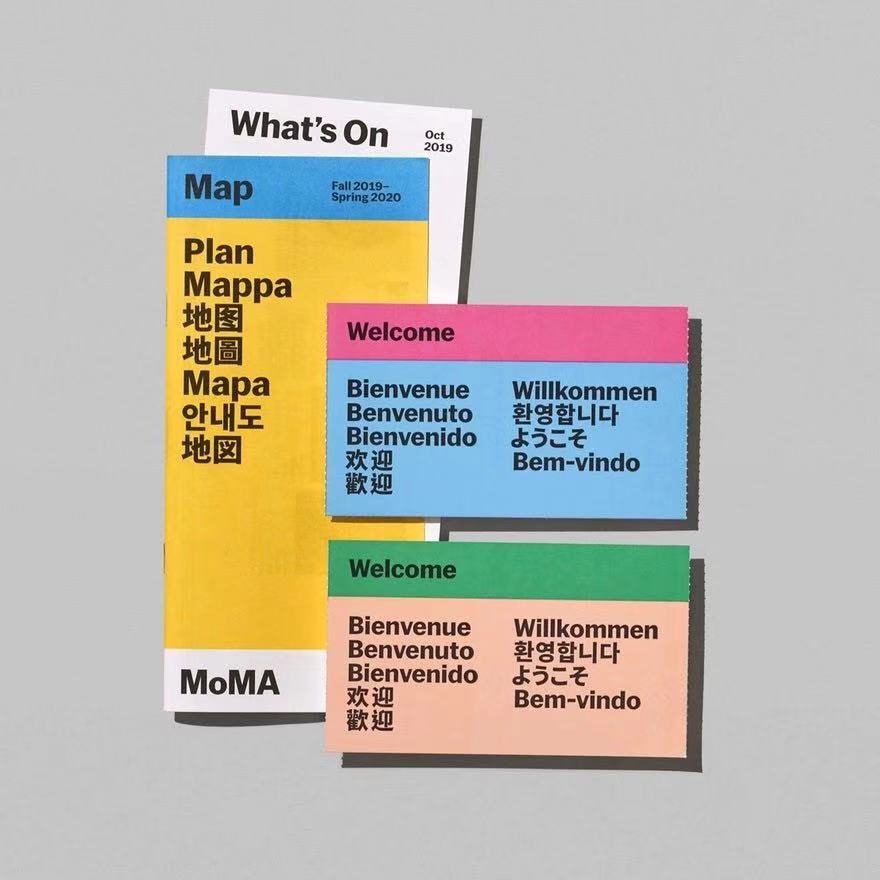 What's On
Oct
2019
Map
Fall 2019–
Spring 2020
Plan
Mappa
地图
地圖
Mapa
안내도
地図
MoMA
Welcome
Bienvenue
Benvenuto
Bienvenido
欢迎
歡迎
Willkommen
환영합니다
ようこそ
Bem-vindo
Welcome
Bienvenue
Benvenuto
Bienvenido
欢迎
歡迎
Willkommen
환영합니다
ようこそ
Bem-vindo